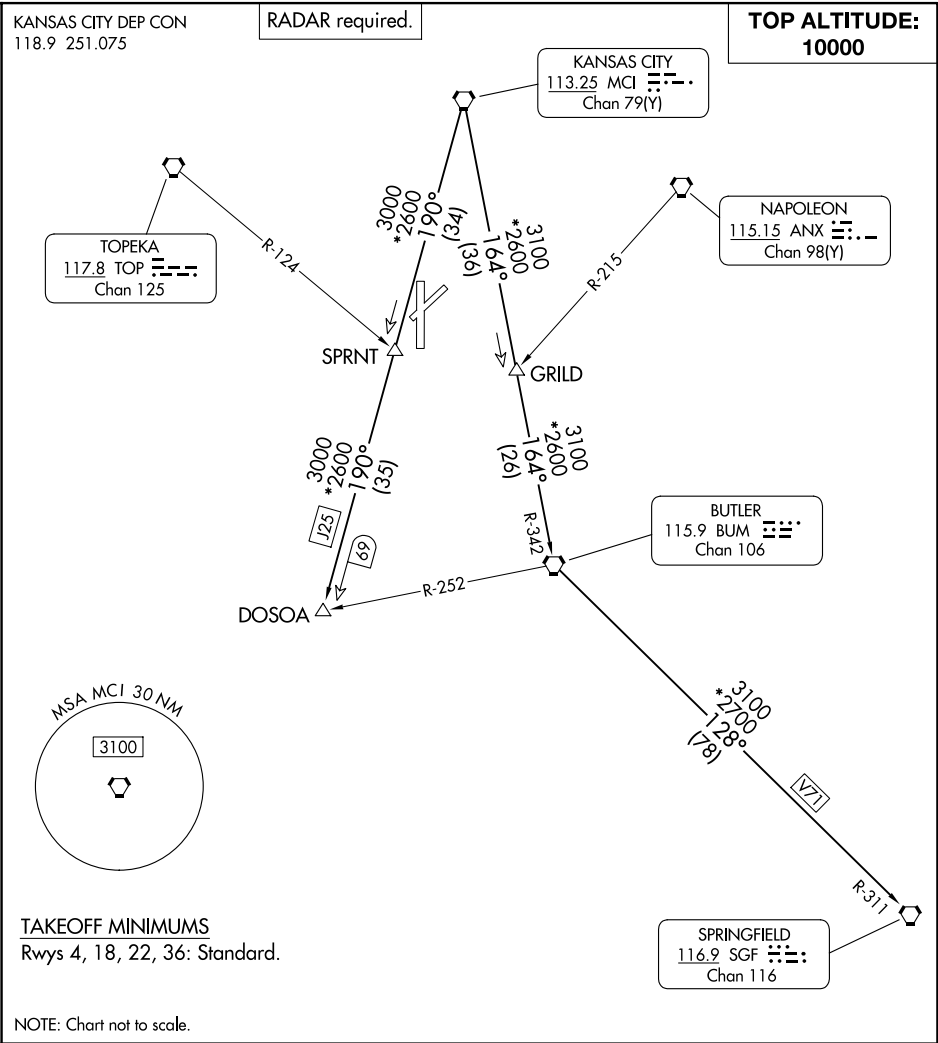 KANSAS CITY DEP CON
118.9 251.075
RADAR required.
TOP ALTITUDE:
10000
KANSAS CITY
113.25 MCI
Chan 79(Y)
TOPEKA
117.8 TOP
Chan 125
NAPOLEON
115.15 ANX
Chan 98(Y)
R-124
R-215
3000
*2600
190°
(34)
3100
*2600
164°
(36)
SPRNT
GRILD
3000
*2600
190°
(35)
3100
*2600
164°
(26)
J25
69
R-342
BUTLER
115.9 BUM
Chan 106
R-252
DOSOA
MSA MCI 30 NM
3100
3100
*2700
128°
(78)
V71
R-311
SPRINGFIELD
116.9 SGF
Chan 116
TAKEOFF MINIMUMS
Rwys 4, 18, 22, 36: Standard.
NOTE: Chart not to scale.